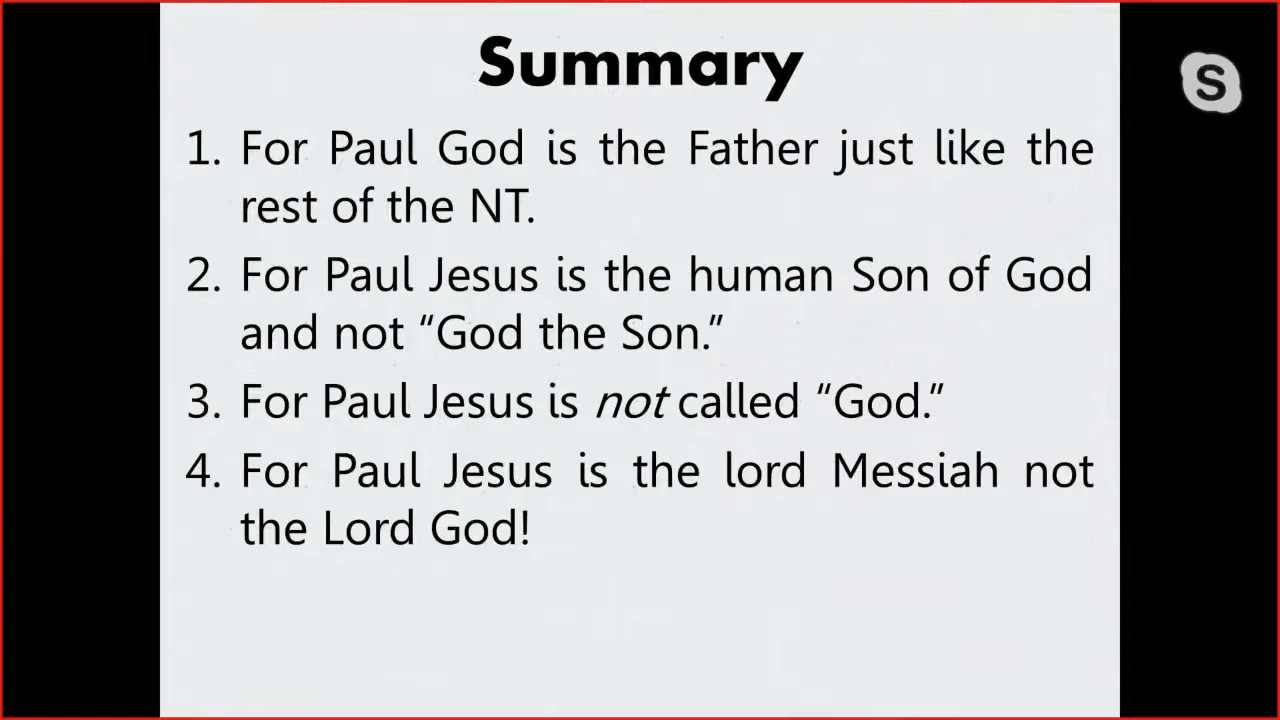 Summary
S
1. For Paul God is the Father just like the
rest of the NT.
2. For Paul Jesus is the human Son of God
and not “God the Son.”
3. For Paul Jesus is not called “God.”
4. For Paul Jesus is the lord Messiah not
the Lord God!